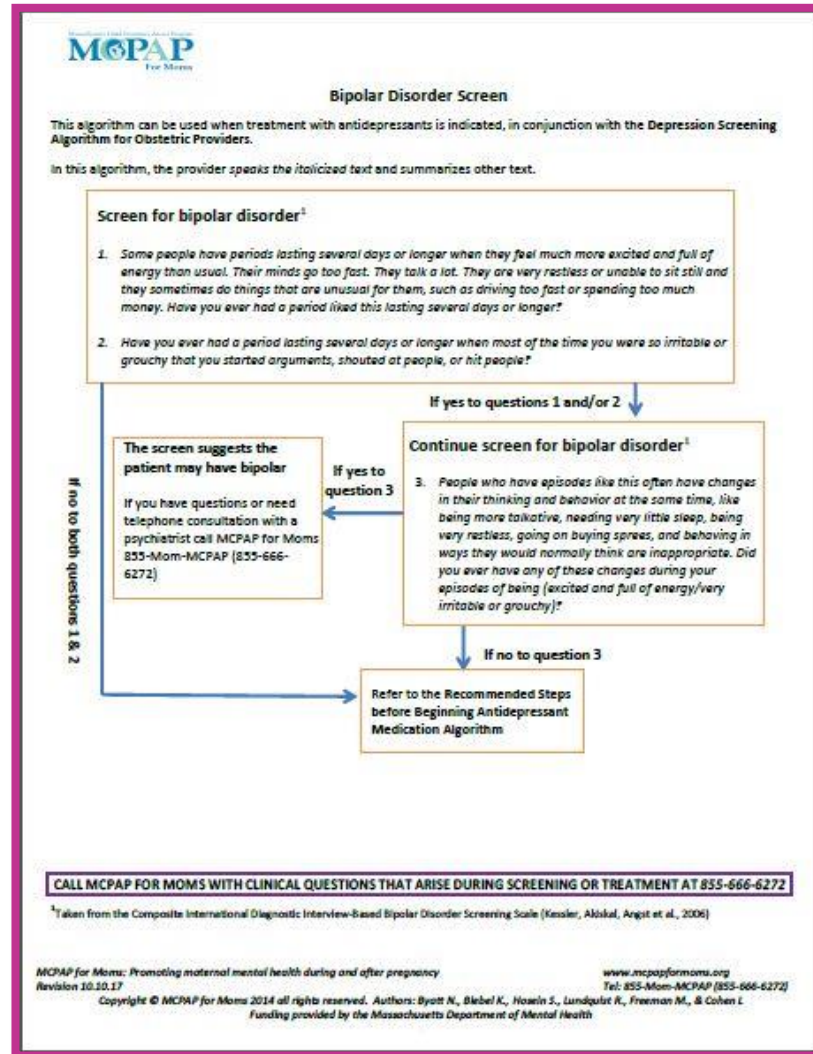 MCPAP
For Moms
Bipolar Disorder Screen
This algorithm can be used when treatment with antidepressants is indicated, in conjunction with the Depression Screening
Algorithm for Obstetric Providers.
In this algorithm, the provider speaks the italicized text and summarizes other text.
Screen for bipolar disorder1
1. Some people have periods lasting several days or longer when they feel much more excited and full of
energy than usual. Their minds go too fast. They talk a lot. They are very restless or unable to sit still and
they sometimes do things that are unusual for them, such as driving too fast or spending too much
money. Have you ever had a period liked this lasting several days or longer?
2. Have you ever had a period lasting several days or longer when most of the time you were so irritable or
grouchy that you started arguments, shouted at people, or hit people?
If yes to questions 1 and/or 2
Continue screen for bipolar disorder1
3. People who have episodes like this often have changes
in their thinking and behavior at the same time, like
being more talkative, needing very little sleep, being
very restless, going on buying sprees, and behaving in
ways they would normally think are inappropriate. Did
you ever have any of these changes during your
episodes of being (excited and full of energy/very
irritable or grouchy)?
If yes to
question 3
The screen suggests the
patient may have bipolar
If you have questions or need
telephone consultation with a
psychiatrist call MCPAP for Moms
855-Mom-MCPAP (855-666-
6272)
If no to both questions 1 & 2
If no to question 3
Refer to the Recommended Steps
before Beginning Antidepressant
Medication Algorithm
CALL MCPAP FOR MOMS WITH CLINICAL QUESTIONS THAT ARISE DURING SCREENING OR TREATMENT AT 855-666-6272
1Taken from the Composite International Diagnostic Interview-Based Bipolar Disorder Screening Scale (Kessler, Akiskal, Angst et al., 2006)
MCPAP for Moms: Promoting maternal mental health during and after pregnancy www.mcpapformoms.org
Revision 10.10.17 Tel: 855-Mom-MCPAP (855-666-6272)
Copyright © MCPAP for Moms 2014 all rights reserved. Authors: Byatt N., Biebel K., Hosein S., Lundquist R., Freeman M., & Cohen L
Funding provided by the Massachusetts Department of Mental Health